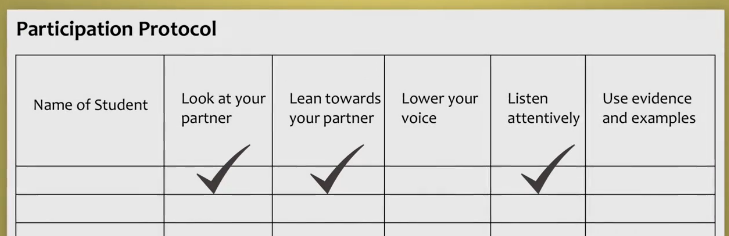 Participation Protocol
Name of Student
Look at your
partner
Lean towards
your partner
Lower your
voice
Listen
attentively
Use evidence
and examples